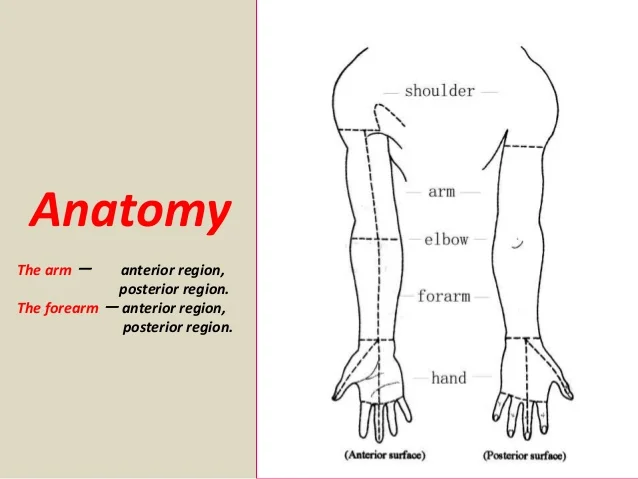 Anatomy
The arm — anterior region,
posterior region.
The forearm — anterior region,
posterior region.
shoulder
arm
elbow
forarm
hand
(Anterior surface) (Posterior surface)